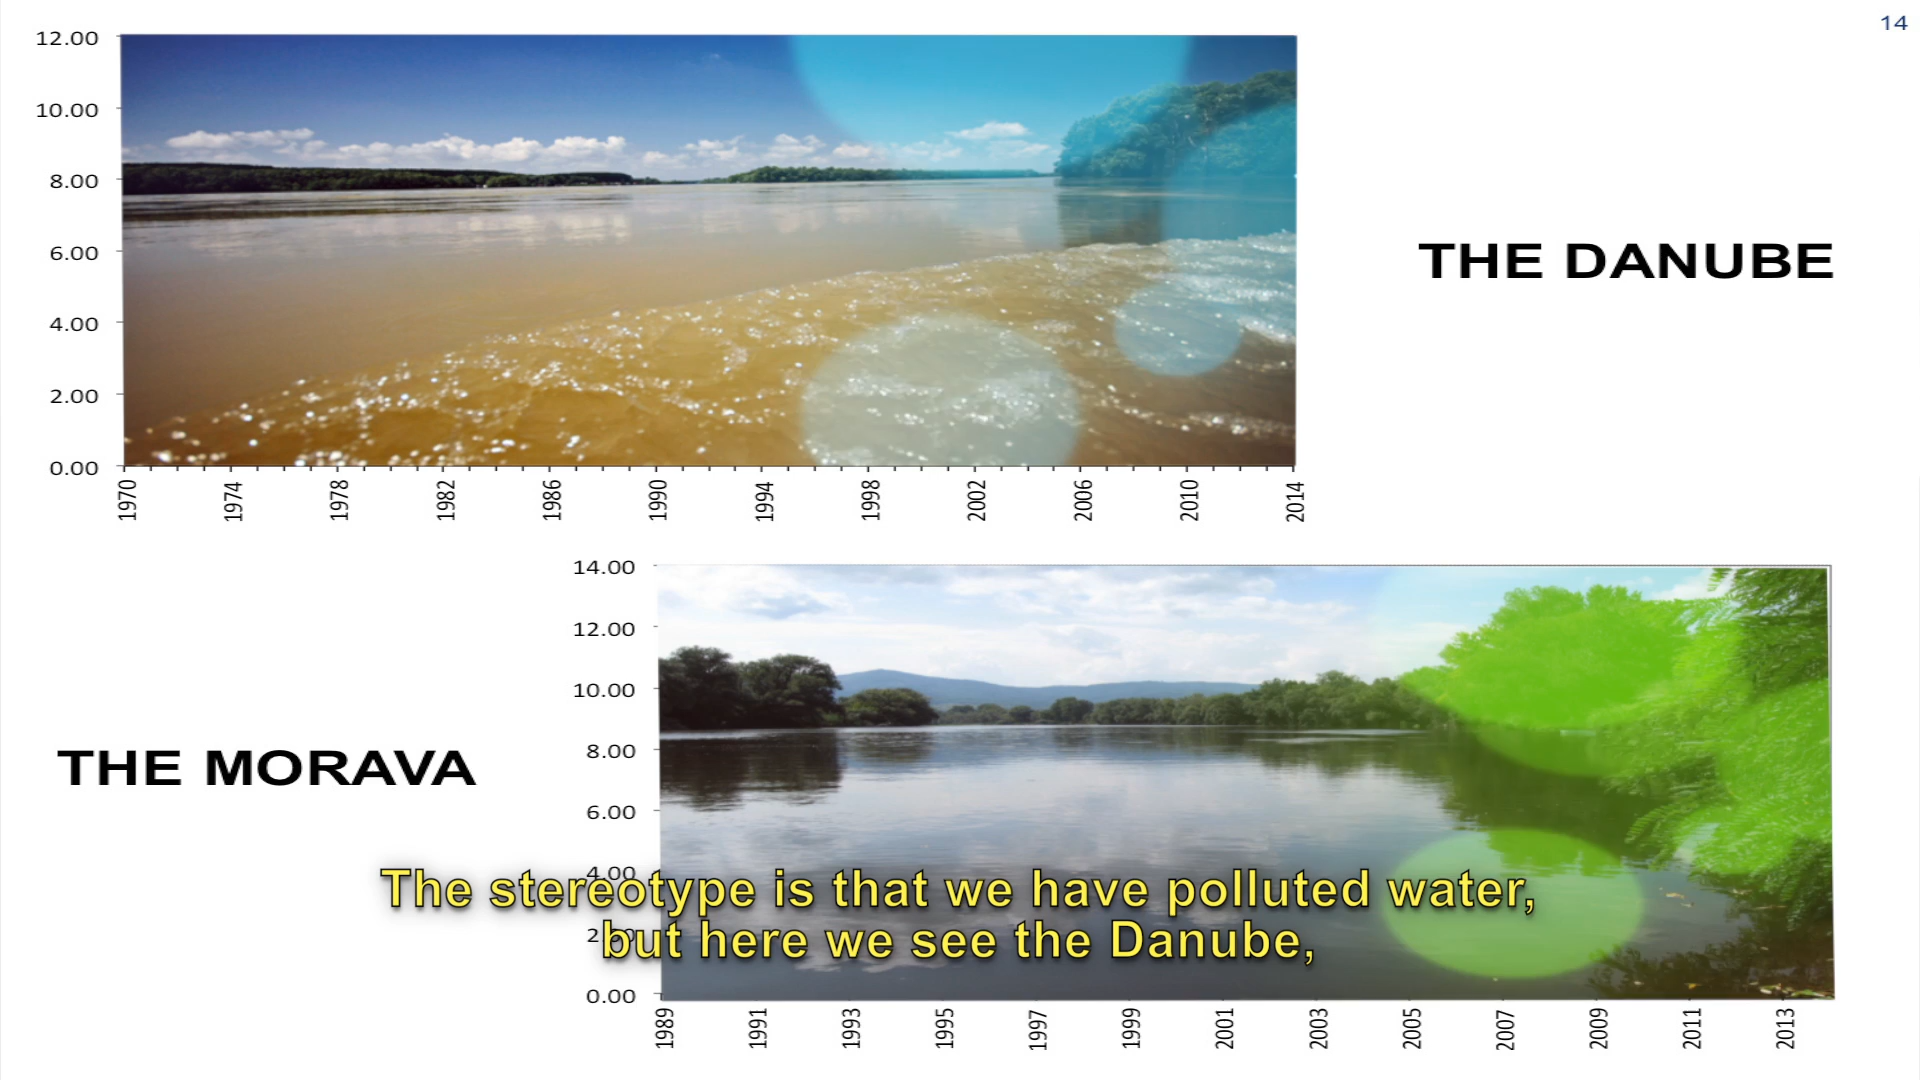 14
12.00
10.00
8.00
6.00
4.00
2.00
0.00
1970 1974 1978 1982 1986 1990 1994 1998 2002 2006 2010 2014
THE DANUBE
THE MORAVA
14.00
12.00
10.00
8.00
6.00
4.00
0.00
1989 1991 1993 1995 1997 1999 2001 2003 2005 2007 2009 2011 2013
The stereotype is that we have polluted water,
but here we see the Danube,